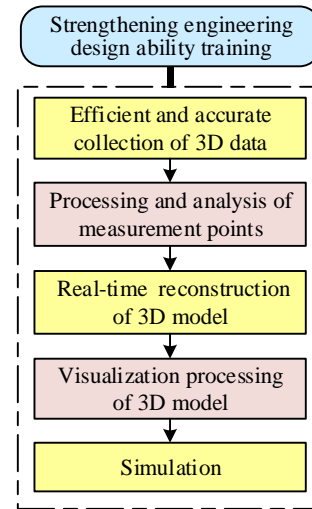 Strengthening engineering
design ability training
Efficient and accurate
collection of 3D data
Processing and analysis of
measurement points
Real-time reconstruction
of 3D model
Visualization processing
of 3D model
Simulation